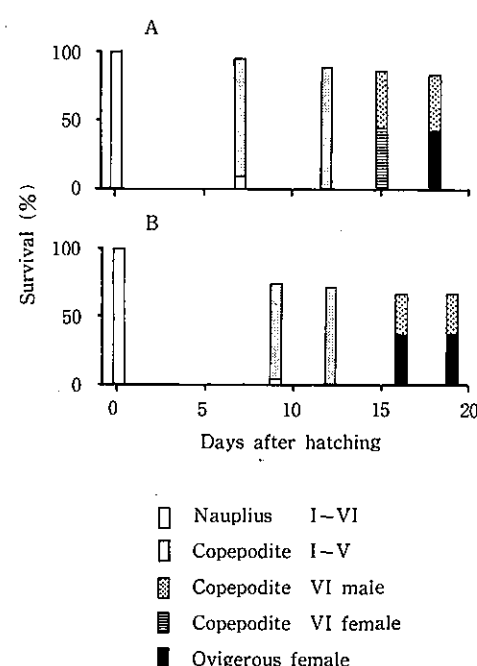 A
100
50
0
Survival (%)
B
100
50
0
0 5 10 15 20
Days after hatching
Nauplius I~VI
Copepodite I~V
Copepodite VI male
Copepodite VI female
Ovigerous female